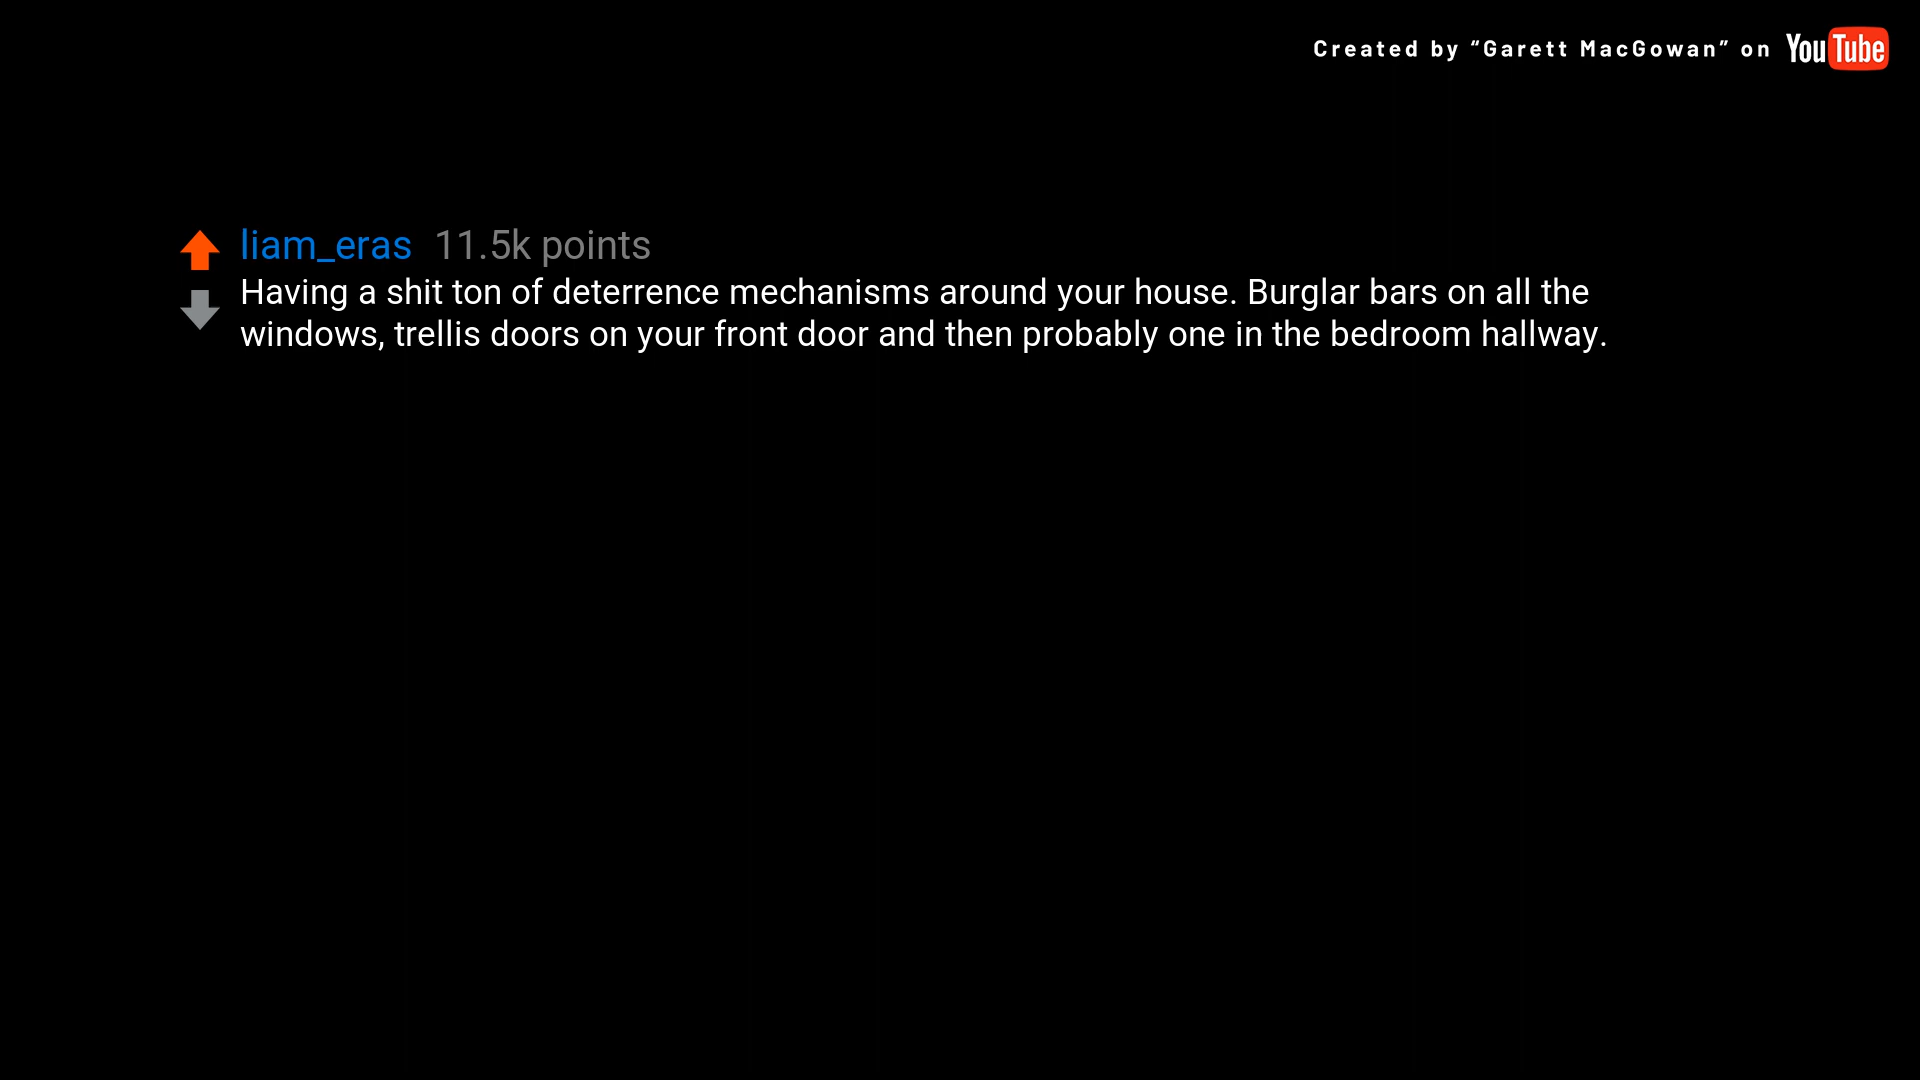 Created by “Garett MacGowan” on YouTube
liam_eras 11.5k points
Having a shit ton of deterrence mechanisms around your house. Burglar bars on all the
windows, trellis doors on your front door and then probably one in the bedroom hallway.